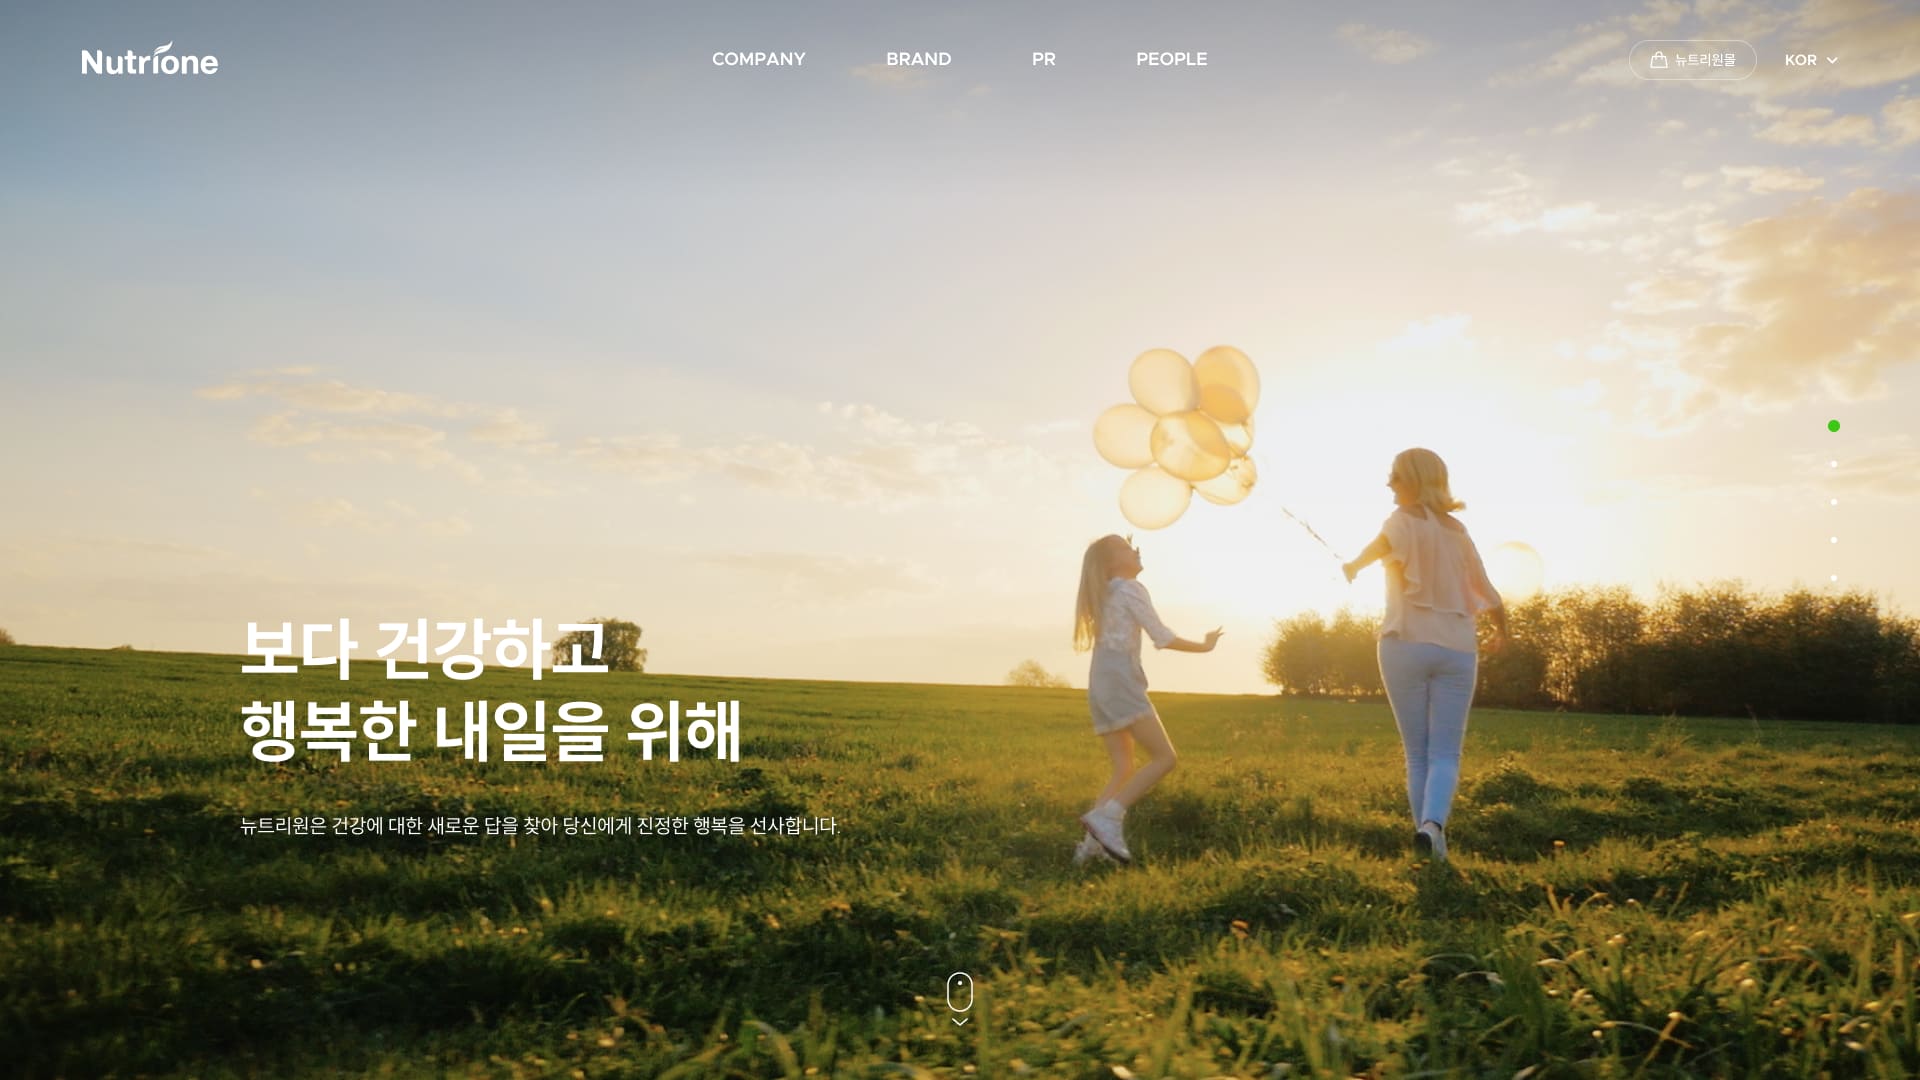 Nutrione
COMPANY
BRAND
PR
PEOPLE
뉴트리원몰
KOR
보다 건강하고
행복한 내일을 위해
뉴트리원은 건강에 대한 새로운 답을 찾아 당신에게 진정한 행복을 선사합니다.